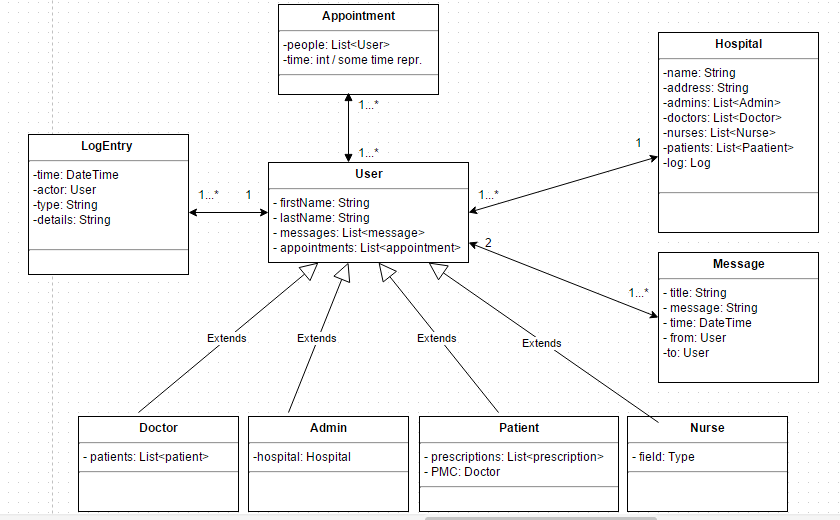 Appointment
-people: List<User>
-time: int / some time repr.
1...*
1...*
Hospital
-name: String
-address: String
-admins: List<Admin>
-doctors: List<Doctor>
-nurses: List<Nurse>
-patients: List<Paatient>
-log: Log
1
1...*
LogEntry
-time: DateTime
-actor: User
-type: String
-details: String
1...*
1
User
- firstName: String
- lastName: String
- messages: List<message>
- appointments: List<appointment>
2
1...*
Message
- title: String
- message: String
- time: DateTime
- from: User
-to: User
Extends
Extends
Extends
Extends
Doctor
- patients: List<patient>
Admin
-hospital: Hospital
Patient
- prescriptions: List<prescription>
- PMC: Doctor
Nurse
- field: Type